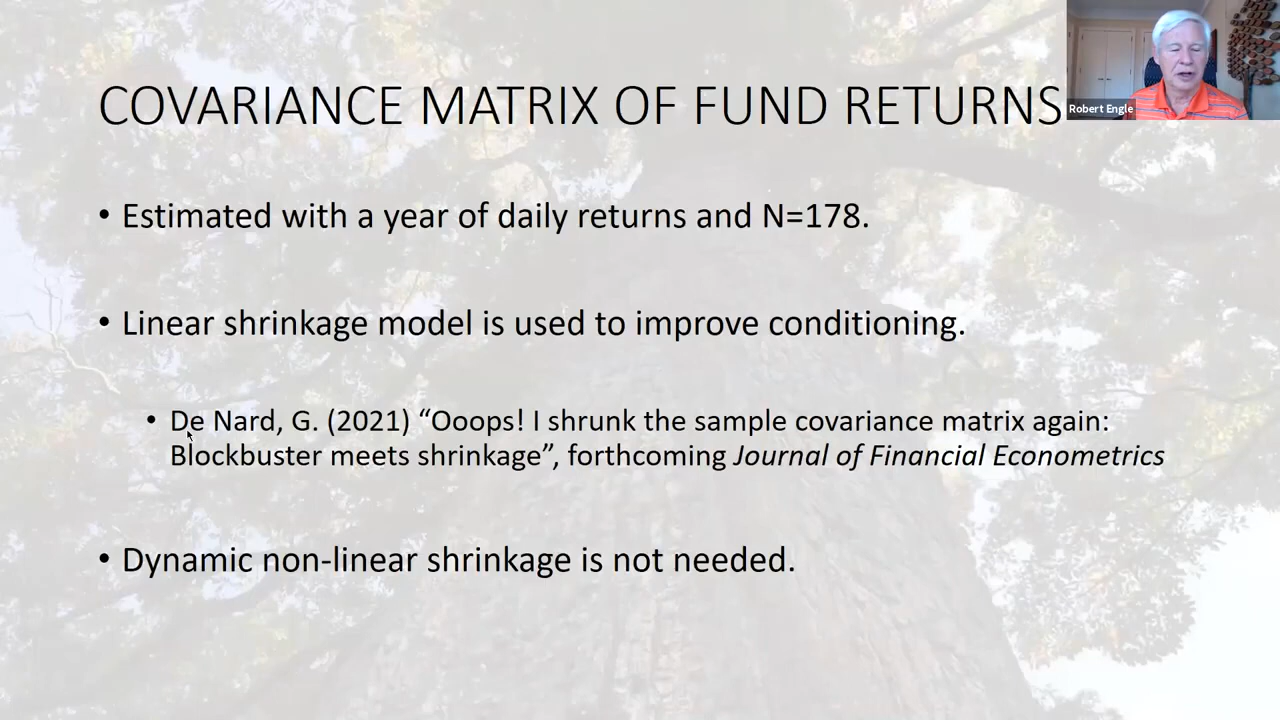 COVARIANCE MATRIX OF FUND RETURNS
Robert Engle
• Estimated with a year of daily returns and N=178.
• Linear shrinkage model is used to improve conditioning.
• De Nard, G. (2021) “Ooops! I shrunk the sample covariance matrix again:
Blockbuster meets shrinkage”, forthcoming Journal of Financial Econometrics
• Dynamic non-linear shrinkage is not needed.